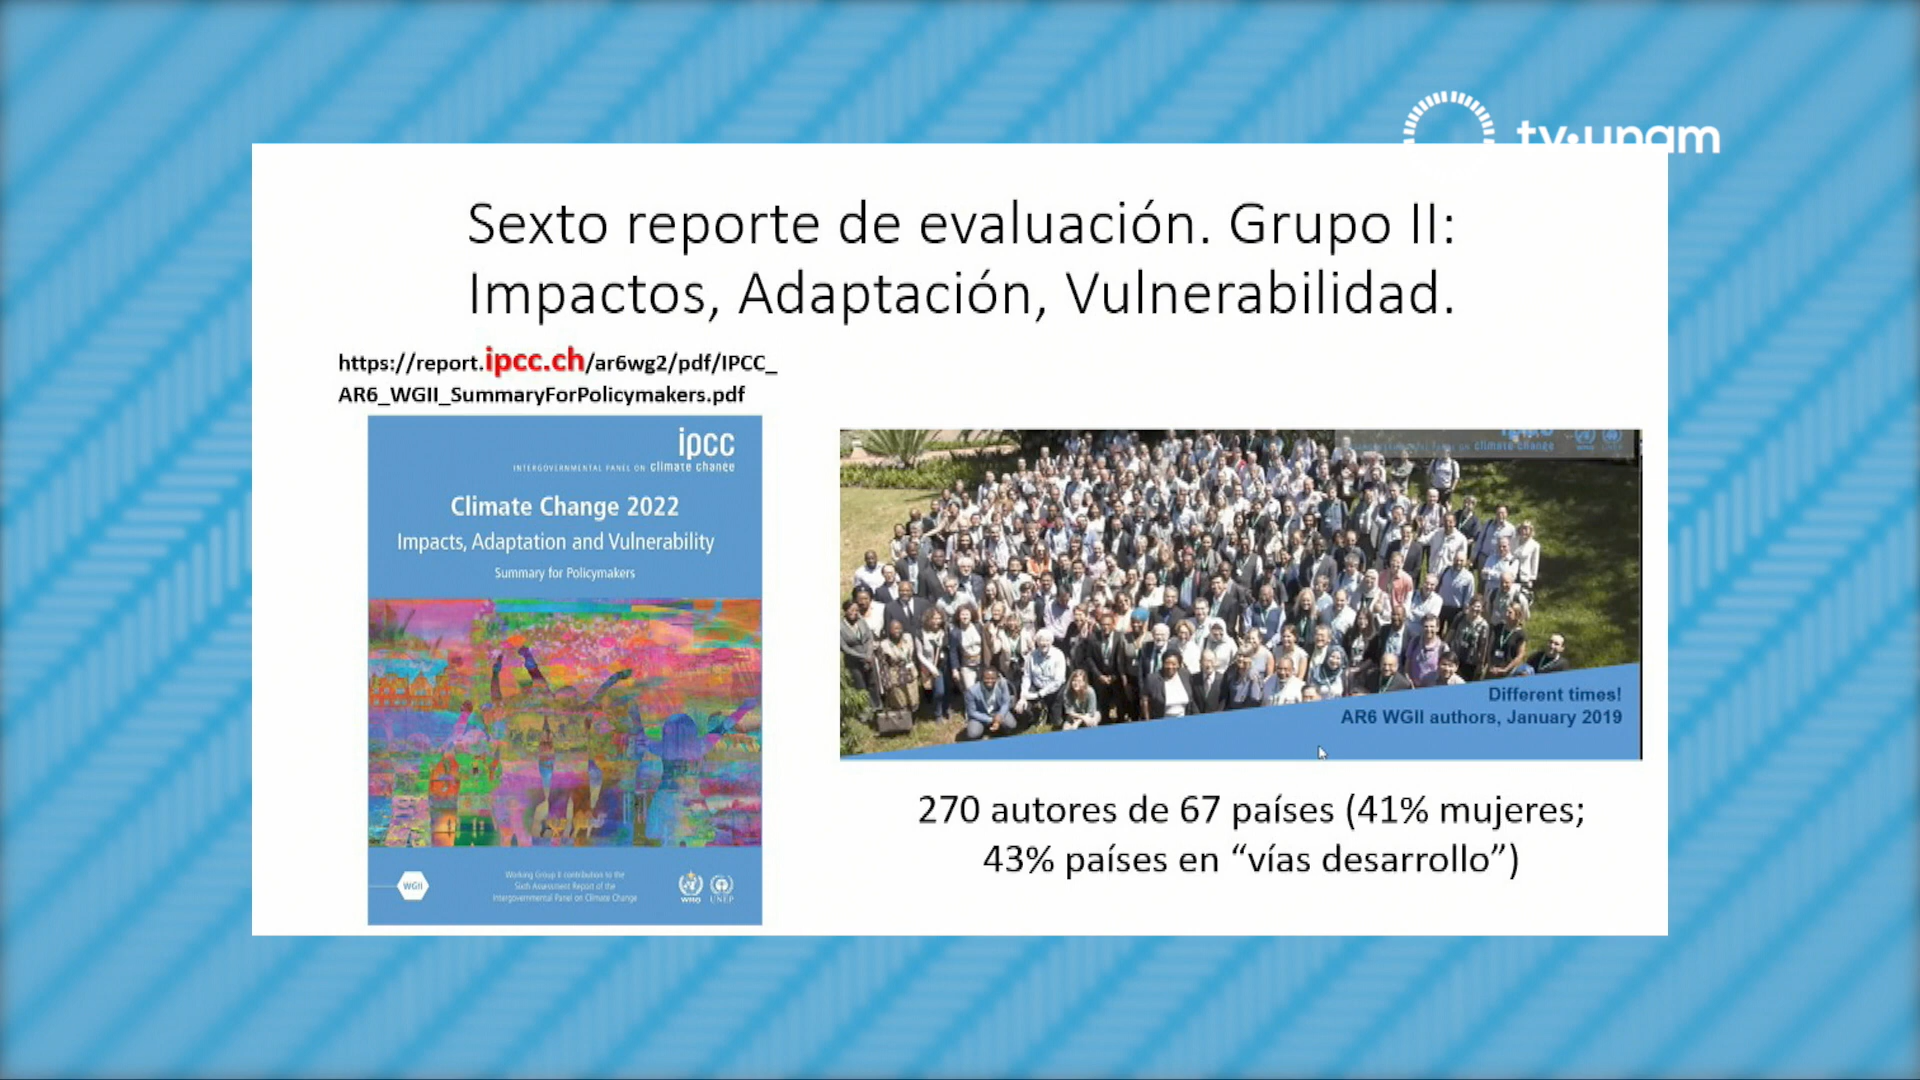 tv·unam
Sexto reporte de evaluación. Grupo II:
Impactos, Adaptación, Vulnerabilidad.
https://report.ipcc.ch/ar6wg2/pdf/IPCC_
AR6_WGII_SummaryForPolicymakers.pdf
ipcc
INTERGOVERNMENTAL PANEL ON climate change
Climate Change 2022
Impacts, Adaptation and Vulnerability
Summary for Policymakers
WGII
Working Group II contribution to the
Sixth Assessment Report of the
Intergovernmental Panel on Climate Change
WMO UNEP
climate change
Different times!
AR6 WGII authors, January 2019
270 autores de 67 países (41% mujeres;
43% países en “vías desarrollo”)